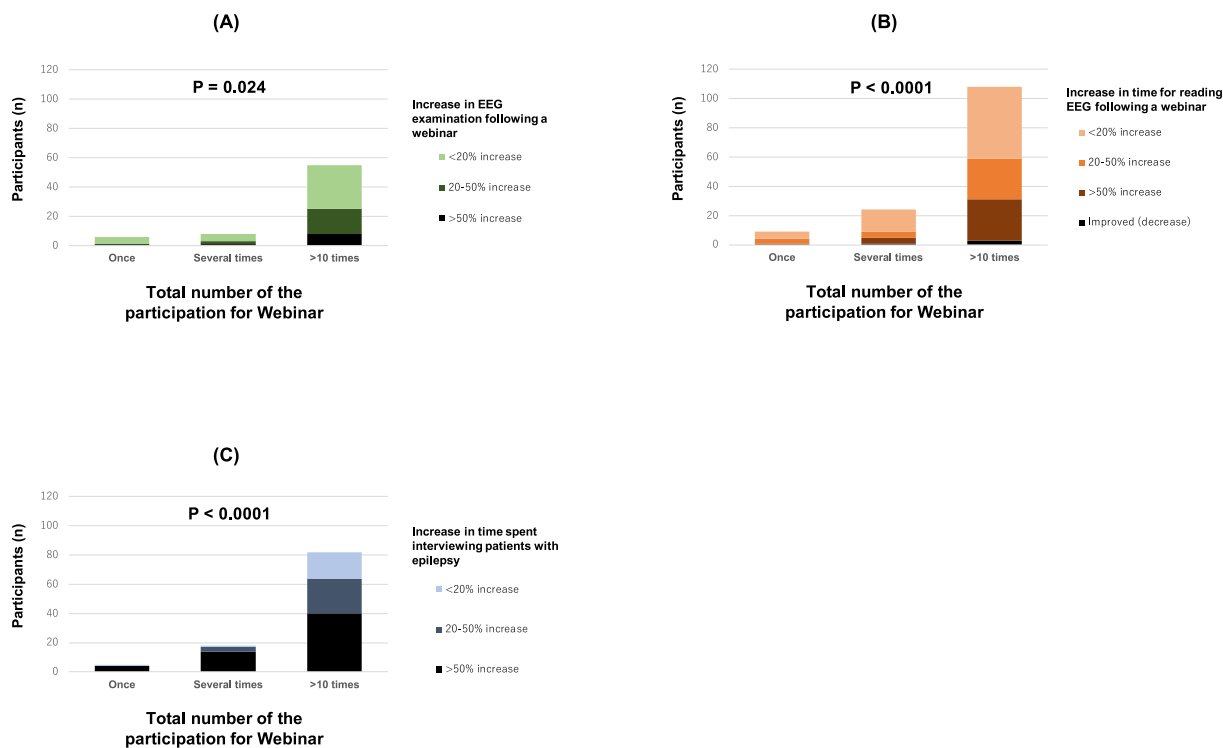 (A)
P = 0.024
Participants (n)
120
100
80
60
40
20
0
Once
Several times
>10 times
Total number of the
participation for Webinar
Increase in EEG
examination following a
webinar
<20% increase
20-50% increase
>50% increase
(B)
P < 0.0001
Participants (n)
120
100
80
60
40
20
0
Once
Several times
>10 times
Total number of the
participation for Webinar
Increase in time for reading
EEG following a webinar
<20% increase
20-50% increase
>50% increase
Improved (decrease)
(C)
P < 0.0001
Participants (n)
120
100
80
60
40
20
0
Once
Several times
>10 times
Total number of the
participation for Webinar
Increase in time spent
interviewing patients with
epilepsy
<20% increase
20-50% increase
>50% increase